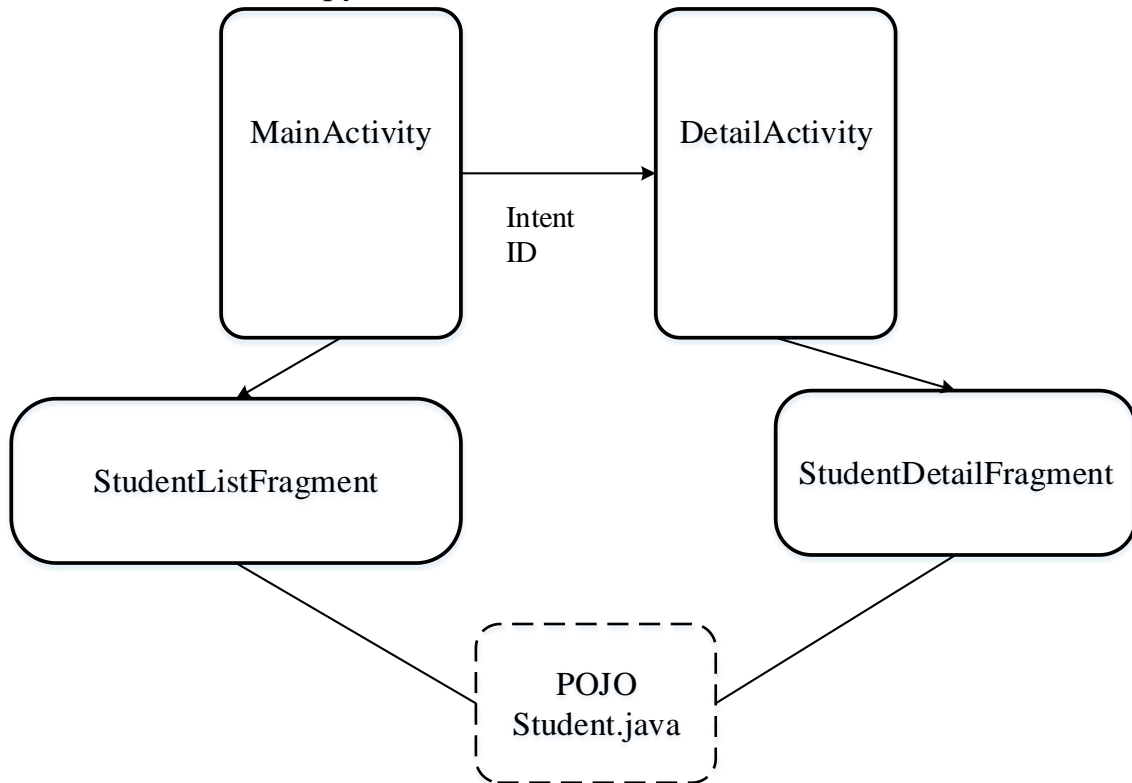 MainActivity
DetailActivity
Intent
ID
StudentListFragment
StudentDetailFragment
POJO
Student.java